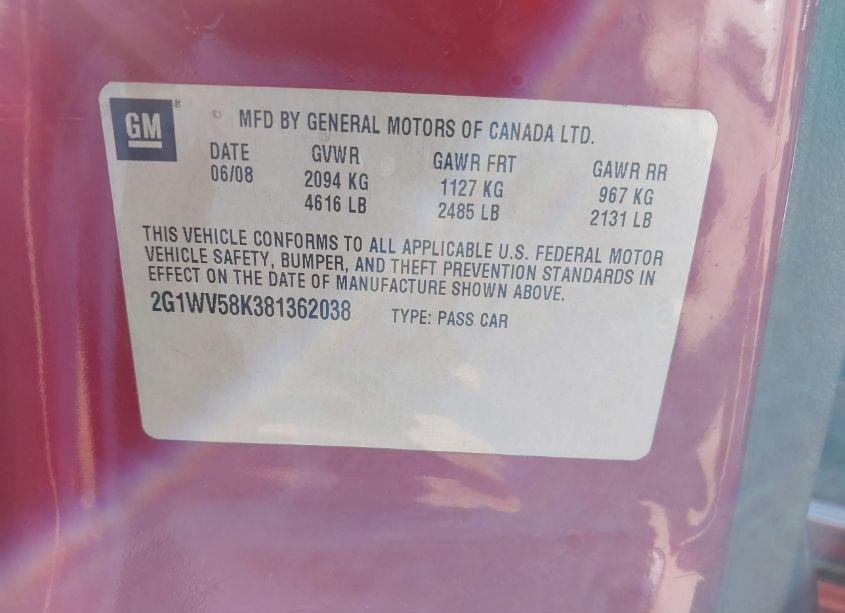 GM
MFD BY GENERAL MOTORS OF CANADA LTD.
DATE GVWR GAWR FRT GAWR RR
06/08 2094 KG 1127 KG 967 KG
4616 LB 2485 LB 2131 LB
THIS VEHICLE CONFORMS TO ALL APPLICABLE U.S. FEDERAL MOTOR
VEHICLE SAFETY, BUMPER, AND THEFT PREVENTION STANDARDS IN
EFFECT ON THE DATE OF MANUFACTURE SHOWN ABOVE.
2G1WV58K381362038 TYPE: PASS CAR